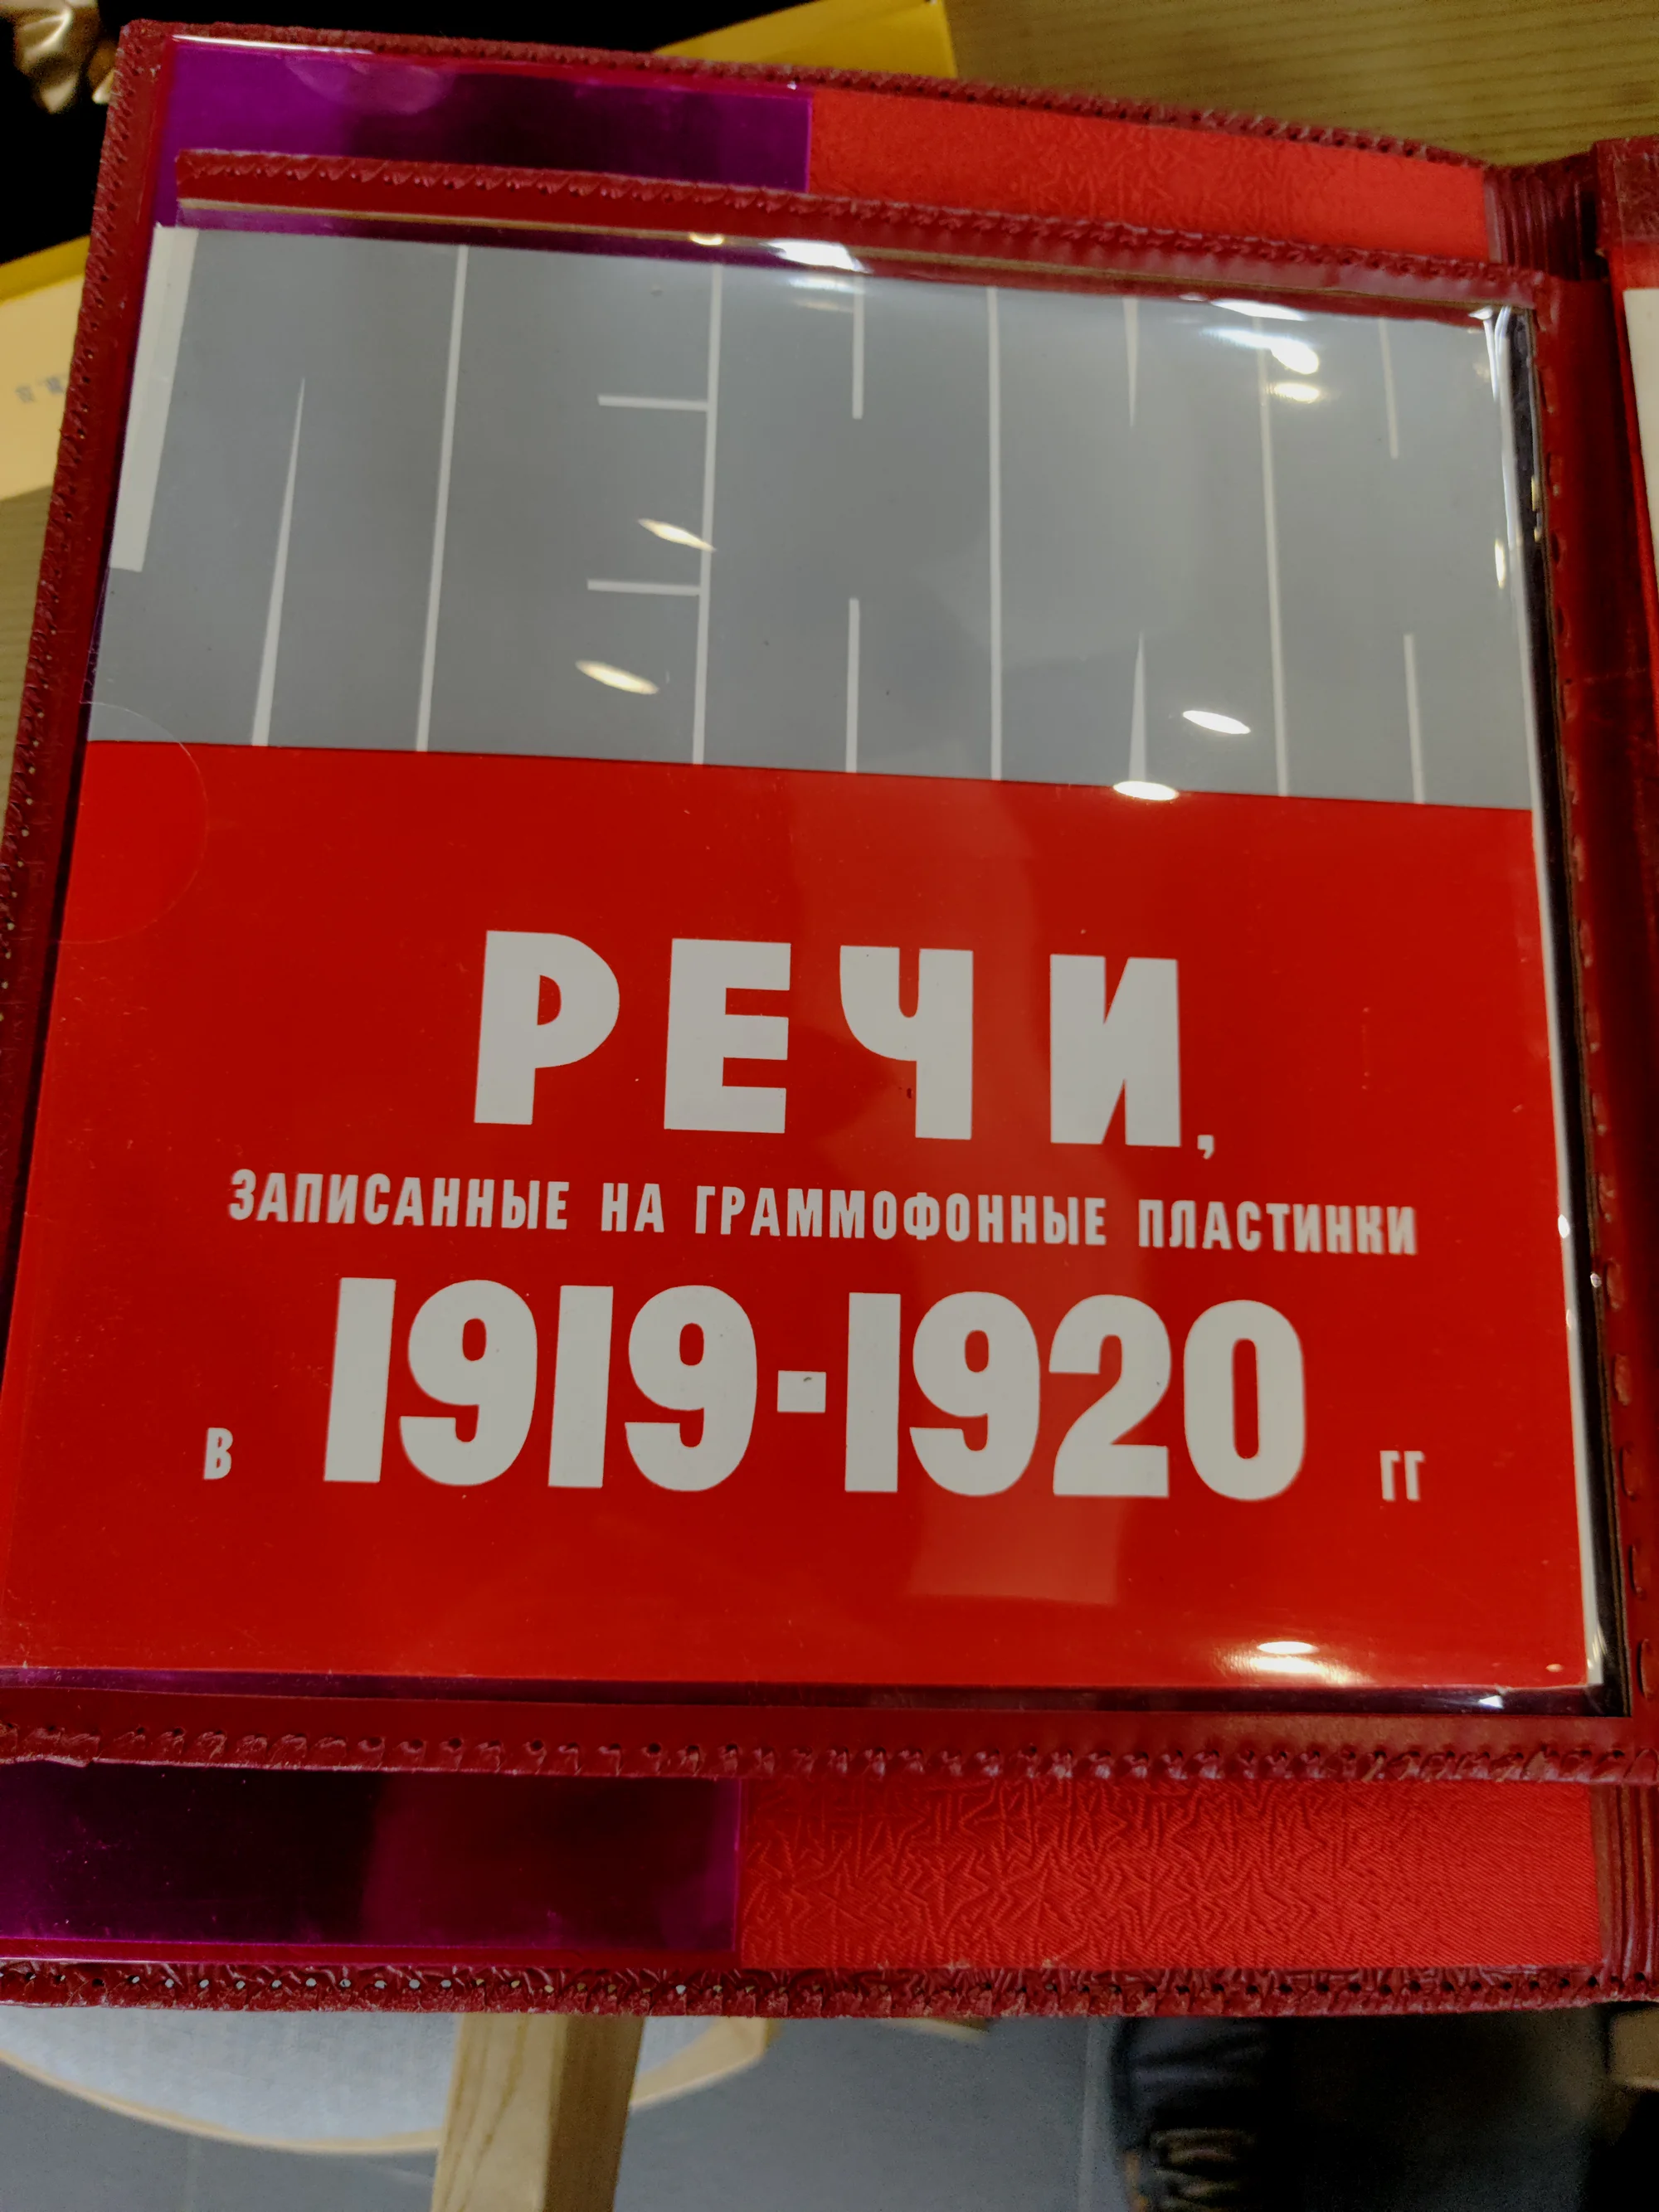 ЛЕНИН
РЕЧИ,
ЗАПИСАННЫЕ НА ГРАММОФОННЫЕ ПЛАСТИНКИ
В 1919-1920 ГГ